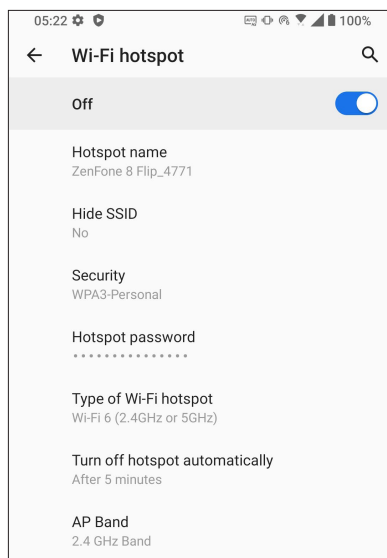 05:22 100%
Wi-Fi hotspot
Off
Hotspot name
ZenFone 8 Flip_4771
Hide SSID
No
Security
WPA3-Personal
Hotspot password
• • • • • • • • • • • • • • •
Type of Wi-Fi hotspot
Wi-Fi 6 (2.4GHz or 5GHz)
Turn off hotspot automatically
After 5 minutes
AP Band
2.4 GHz Band